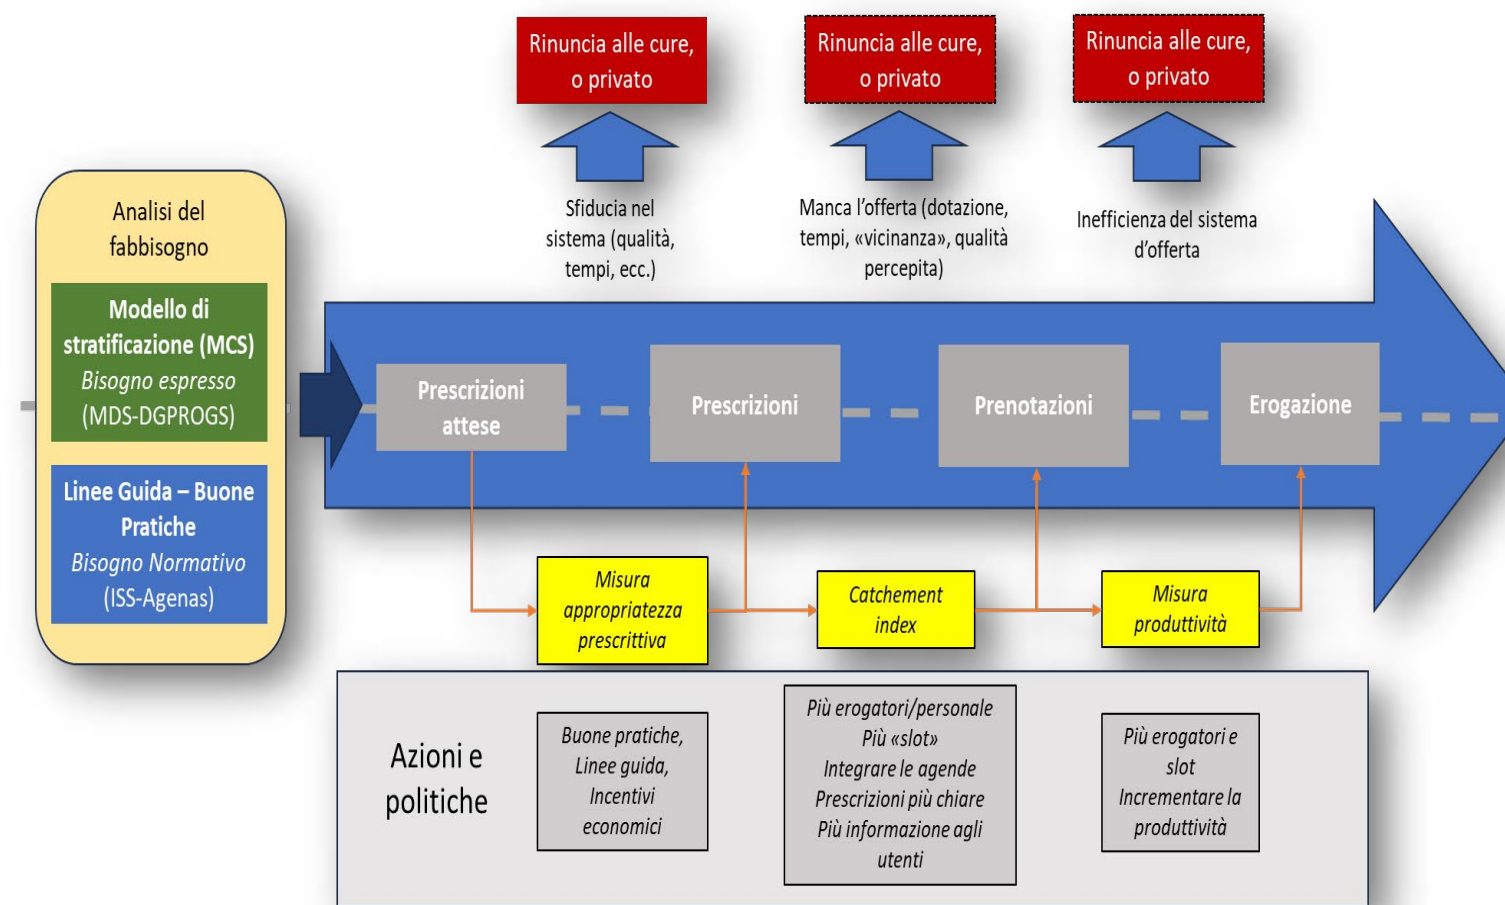 Rinuncia alle cure,
o privato
Rinuncia alle cure,
o privato
Rinuncia alle cure,
o privato
Sfiducia nel
sistema (qualità,
tempi, ecc.)
Manca l’offerta (dotazione,
tempi, «vicinanza», qualità
percepita)
Inefficienza del sistema
d’offerta
Analisi del
fabbisogno
Modello di
stratificazione (MCS)
Bisogno espresso
(MDS-DGPROGS)
Linee Guida – Buone
Pratiche
Bisogno Normativo
(ISS-Agenas)
Prescrizioni
attese
Prescrizioni
Prenotazioni
Erogazione
Misura
appropriatezza
prescrittiva
Catchement
index
Misura
produttività
Azioni e
politiche
Buone pratiche,
Linee guida,
Incentivi
economici
Più erogatori/personale
Più «slot»
Integrare le agende
Prescrizioni più chiare
Più informazione agli
utenti
Più erogatori e
slot
Incrementare la
produttività